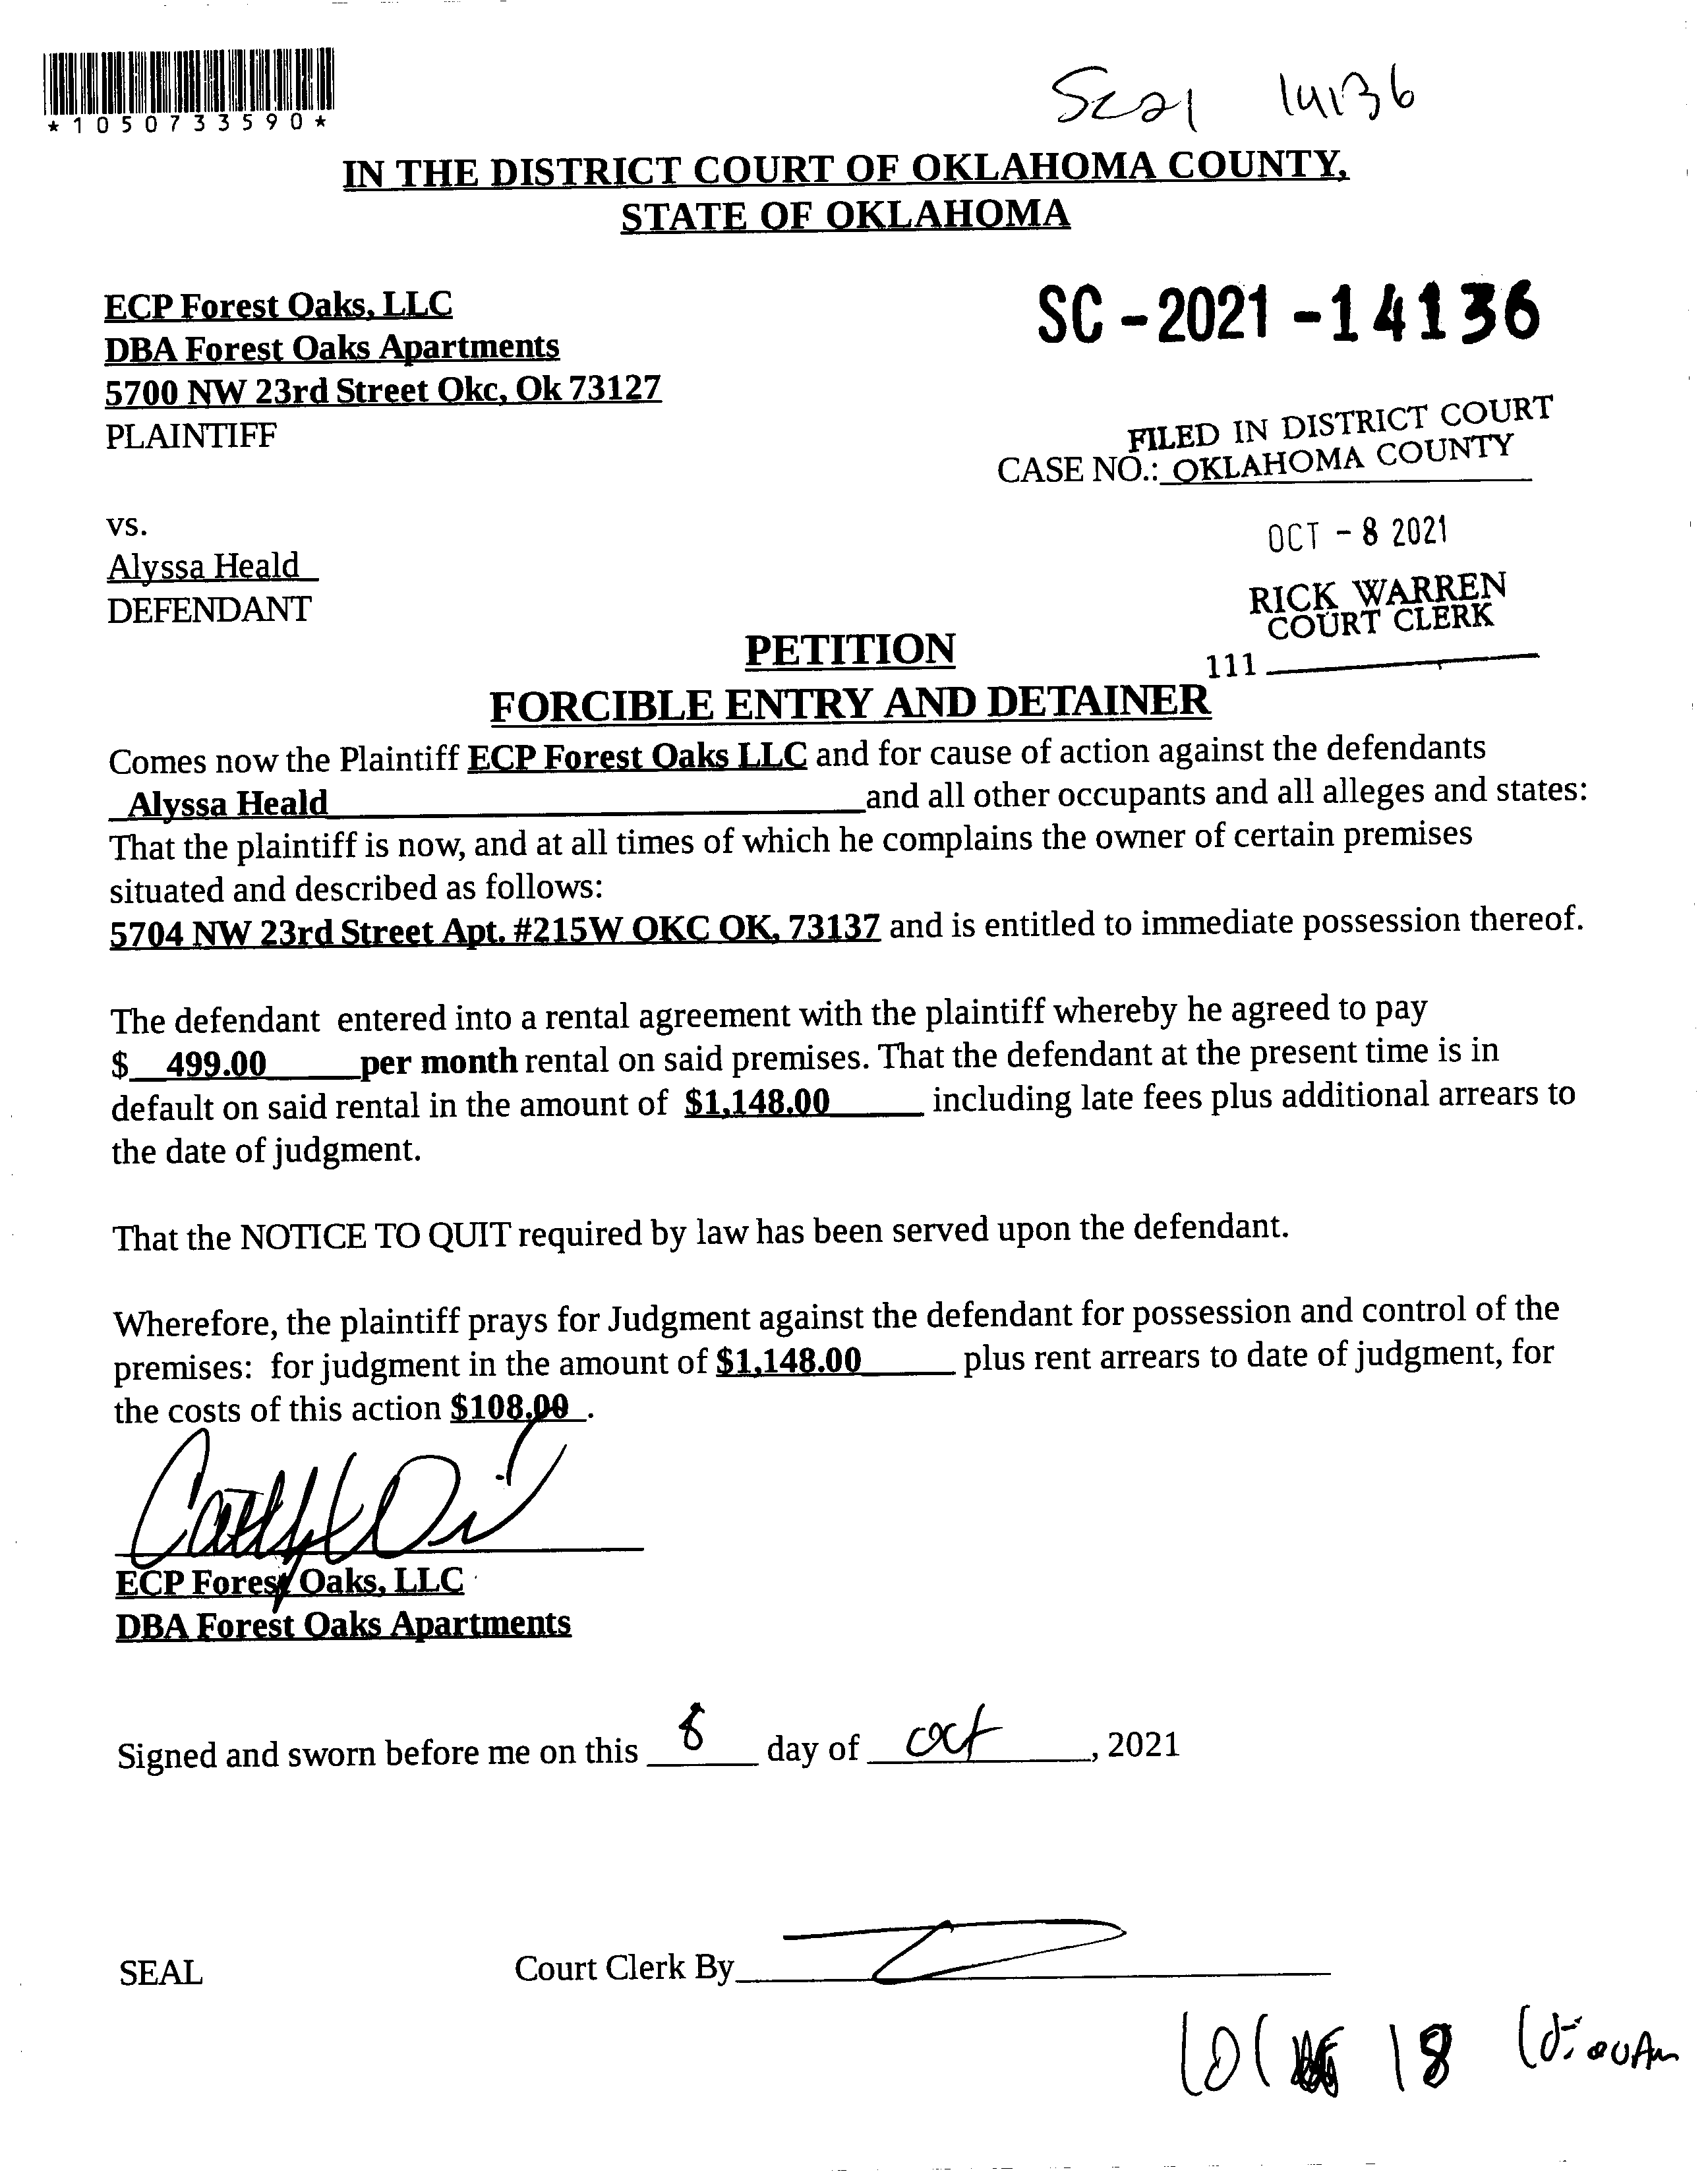 *1050733590*
SC21 14136
IN THE DISTRICT COURT OF OKLAHOMA COUNTY,
STATE OF OKLAHOMA
ECP Forest Oaks, LLC
DBA Forest Oaks Apartments
5700 NW 23rd Street Okc, Ok 73127
PLAINTIFF
SC-2021-14136
FILED IN DISTRICT COURT
CASE NO.: OKLAHOMA COUNTY
vs.
Alyssa Heald
DEFENDANT
OCT - 8 2021
RICK WARREN
COURT CLERK
111
PETITION
FORCIBLE ENTRY AND DETAINER
Comes now the Plaintiff ECP Forest Oaks LLC and for cause of action against the defendants
Alyssa Heald and all other occupants and all alleges and states:
That the plaintiff is now, and at all times of which he complains the owner of certain premises
situated and described as follows:
5704 NW 23rd Street Apt. #215W OKC OK, 73137 and is entitled to immediate possession thereof.
The defendant entered into a rental agreement with the plaintiff whereby he agreed to pay
$ 499.00 per month rental on said premises. That the defendant at the present time is in
default on said rental in the amount of $1,148.00 including late fees plus additional arrears to
the date of judgment.
That the NOTICE TO QUIT required by law has been served upon the defendant.
Wherefore, the plaintiff prays for Judgment against the defendant for possession and control of the
premises: for judgment in the amount of $1,148.00 plus rent arrears to date of judgment, for
the costs of this action $108.00 .
ECP Forest Oaks, LLC
DBA Forest Oaks Apartments
Signed and sworn before me on this 8 day of oct , 2021
SEAL
Court Clerk By
18